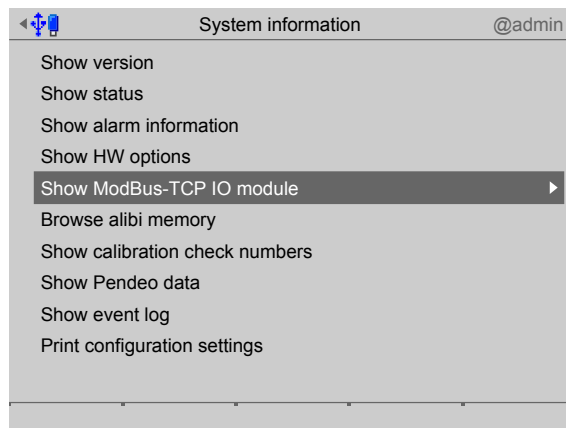 System information @admin
Show version
Show status
Show alarm information
Show HW options
Show ModBus-TCP IO module
Browse alibi memory
Show calibration check numbers
Show Pendeo data
Show event log
Print configuration settings